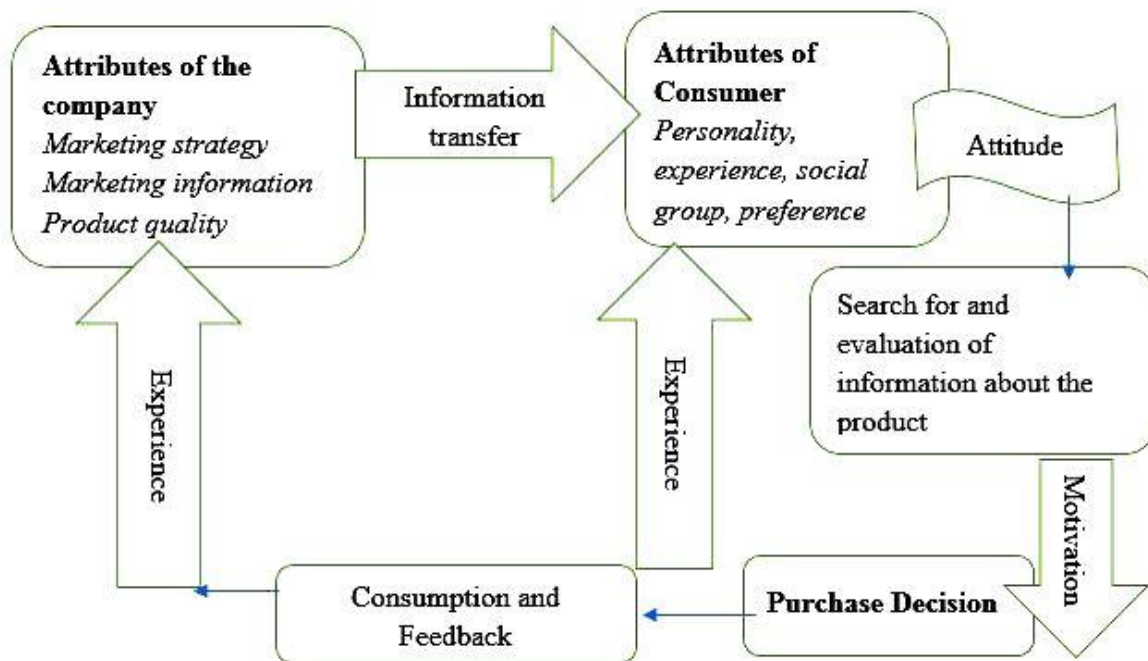 Attributes of the
company
Marketing strategy
Marketing information
Product quality
Information
transfer
Attributes of
Consumer
Personality,
experience, social
group, preference
Attitude
Search for and
evaluation of
information about the
product
Motivation
Purchase Decision
Consumption and
Feedback
Experience
Experience